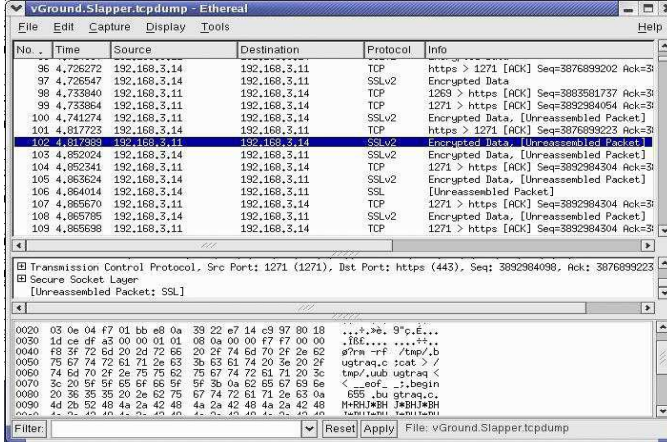 vGround.Slapper.tcpdump - Ethereal
File Edit Capture Display Tools Help
No. . Time Source Destination Protocol Info
96 4.726272 192.168.3.14 192.168.3.11 TCP https > 1271 [ACK] Seq=3876899202 Ack=38
97 4.726547 192.168.3.11 192.168.3.14 SSLv2 Encrypted Data
98 4.733840 192.168.3.14 192.168.3.11 TCP 1269 > https [ACK] Seq=3883581737 Ack=38
99 4.733864 192.168.3.11 192.168.3.14 TCP 1271 > https [ACK] Seq=3892984054 Ack=38
100 4.741274 192.168.3.14 192.168.3.11 SSLv2 Encrypted Data, [Unreassembled Packet]
101 4.817723 192.168.3.14 192.168.3.11 TCP https > 1271 [ACK] Seq=3876899223 Ack=38
102 4.817989 192.168.3.11 192.168.3.14 SSLv2 Encrypted Data, [Unreassembled Packet]
103 4.852024 192.168.3.14 192.168.3.11 SSLv2 Encrypted Data, [Unreassembled Packet]
104 4.852341 192.168.3.11 192.168.3.14 TCP 1271 > https [ACK] Seq=3892984304 Ack=38
105 4.863624 192.168.3.14 192.168.3.11 SSLv2 Encrypted Data, [Unreassembled Packet]
106 4.864014 192.168.3.14 192.168.3.11 SSL [Unreassembled Packet]
107 4.865670 192.168.3.11 192.168.3.14 TCP 1271 > https [ACK] Seq=3892984304 Ack=38
108 4.865785 192.168.3.14 192.168.3.11 SSLv2 Encrypted Data, [Unreassembled Packet]
109 4.865698 192.168.3.11 192.168.3.14 TCP 1271 > https [ACK] Seq=3892984304 Ack=38
Transmission Control Protocol, Src Port: 1271 (1271), Dst Port: https (443), Seq: 3892984098, Ack: 3876899223
Secure Socket Layer
[Unreassembled Packet: SSL]
0020 03 0e 04 f7 01 bb e8 0a 39 22 e7 14 c9 97 80 18 ...÷.»è. 9"ç.É...
0030 1d ce df a3 00 00 01 01 08 0a 00 00 f7 f7 00 00 .Îß£.... ....÷÷..
0040 f8 3f 72 6d 20 2d 72 66 20 2f 74 6d 70 2f 2e 62 ø?rm -rf /tmp/.b
0050 75 67 74 72 61 71 2e 63 3b 63 61 74 20 3e 20 2f ugtraq.c ;cat > /
0060 74 6d 70 2f 2e 75 75 62 75 67 74 72 61 71 20 3c tmp/.uub ugtraq <
0070 3c 20 5f 5f 65 6f 66 5f 5f 3b 0a 62 65 67 69 6e < __eof_ _;.begin
0080 20 36 35 35 20 2e 62 75 67 74 72 61 71 2e 63 0a 655 .bu gtraq.c.
0090 4d 2b 52 48 4a 2a 42 48 4a 2a 42 48 4a 2a 42 48 M+RHJ*BH J*BHJ*BH
Filter: Reset Apply File: vGround.Slapper.tcpdump